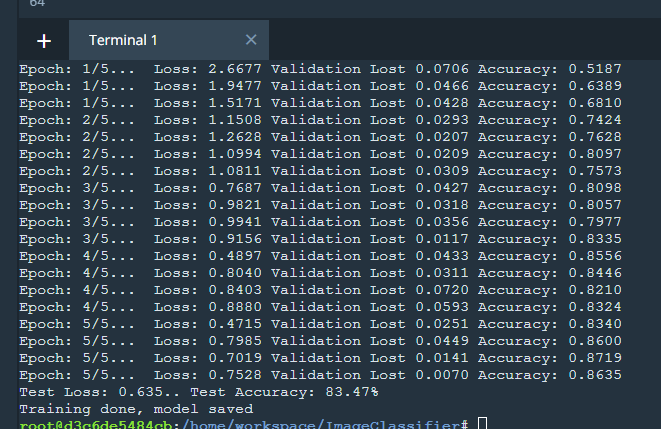 64
+ Terminal 1 ×
Epoch: 1/5... Loss: 2.6677 Validation Lost 0.0706 Accuracy: 0.5187
Epoch: 1/5... Loss: 1.9477 Validation Lost 0.0466 Accuracy: 0.6389
Epoch: 1/5... Loss: 1.5171 Validation Lost 0.0428 Accuracy: 0.6810
Epoch: 2/5... Loss: 1.1508 Validation Lost 0.0293 Accuracy: 0.7424
Epoch: 2/5... Loss: 1.2628 Validation Lost 0.0207 Accuracy: 0.7628
Epoch: 2/5... Loss: 1.0994 Validation Lost 0.0209 Accuracy: 0.8097
Epoch: 2/5... Loss: 1.0811 Validation Lost 0.0309 Accuracy: 0.7573
Epoch: 3/5... Loss: 0.7687 Validation Lost 0.0427 Accuracy: 0.8098
Epoch: 3/5... Loss: 0.9821 Validation Lost 0.0318 Accuracy: 0.8057
Epoch: 3/5... Loss: 0.9941 Validation Lost 0.0356 Accuracy: 0.7977
Epoch: 3/5... Loss: 0.9156 Validation Lost 0.0117 Accuracy: 0.8335
Epoch: 4/5... Loss: 0.4897 Validation Lost 0.0433 Accuracy: 0.8556
Epoch: 4/5... Loss: 0.8040 Validation Lost 0.0311 Accuracy: 0.8446
Epoch: 4/5... Loss: 0.8403 Validation Lost 0.0720 Accuracy: 0.8210
Epoch: 4/5... Loss: 0.8880 Validation Lost 0.0593 Accuracy: 0.8324
Epoch: 5/5... Loss: 0.4715 Validation Lost 0.0251 Accuracy: 0.8340
Epoch: 5/5... Loss: 0.7985 Validation Lost 0.0449 Accuracy: 0.8600
Epoch: 5/5... Loss: 0.7019 Validation Lost 0.0141 Accuracy: 0.8719
Epoch: 5/5... Loss: 0.7528 Validation Lost 0.0070 Accuracy: 0.8635
Test Loss: 0.635.. Test Accuracy: 83.47%
Training done, model saved
root@d3c6de5484cb:/home/workspace/ImageClassifier#